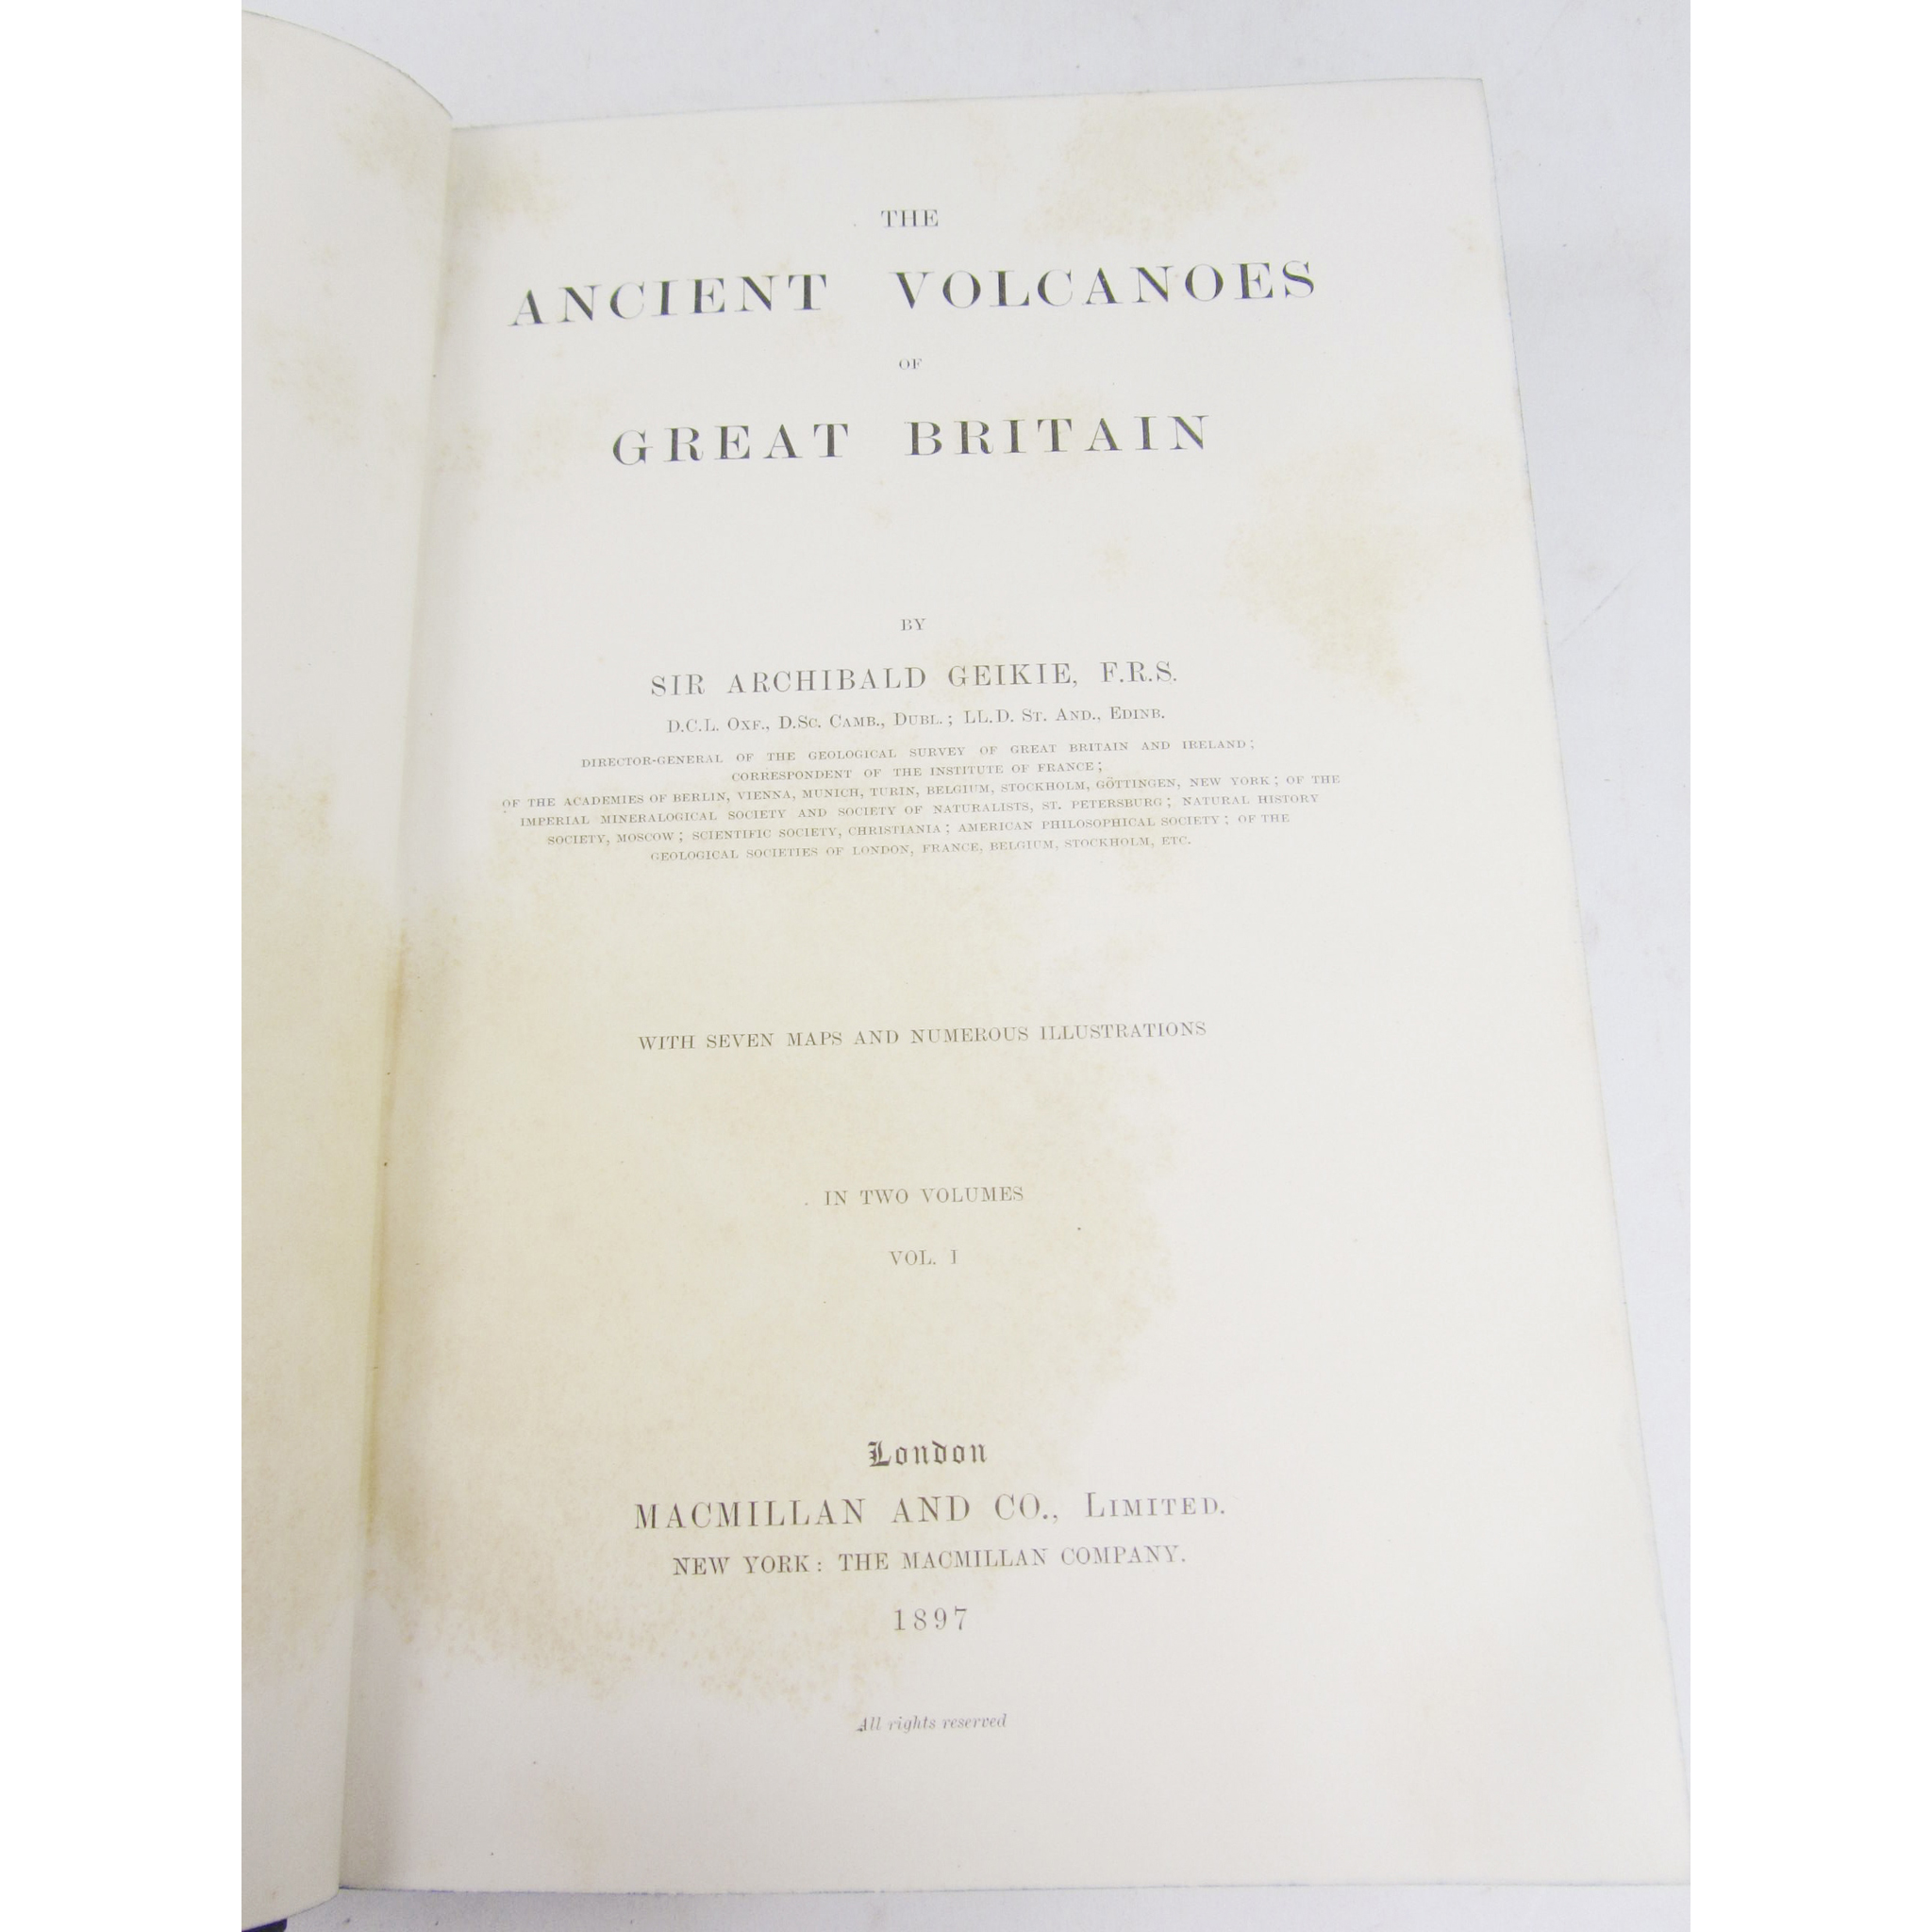 THE
ANCIENT VOLCANOES
OF
GREAT BRITAIN
BY
SIR ARCHIBALD GEIKIE, F.R.S.
D.C.L. OXF., D.SC. CAMB., DUBL.; LL.D. ST. AND., EDINB.
DIRECTOR-GENERAL OF THE GEOLOGICAL SURVEY OF GREAT BRITAIN AND IRELAND;
CORRESPONDENT OF THE INSTITUTE OF FRANCE;
OF THE ACADEMIES OF BERLIN, VIENNA, MUNICH, TURIN, BELGIUM, STOCKHOLM, GÖTTINGEN, NEW YORK; OF THE
IMPERIAL MINERALOGICAL SOCIETY AND SOCIETY OF NATURALISTS, ST. PETERSBURG; NATURAL HISTORY
SOCIETY, MOSCOW; SCIENTIFIC SOCIETY, CHRISTIANIA; AMERICAN PHILOSOPHICAL SOCIETY; OF THE
GEOLOGICAL SOCIETIES OF LONDON, FRANCE, BELGIUM, STOCKHOLM, ETC.
WITH SEVEN MAPS AND NUMEROUS ILLUSTRATIONS
IN TWO VOLUMES
VOL. I
London
MACMILLAN AND CO., LIMITED.
NEW YORK: THE MACMILLAN COMPANY.
1897
All rights reserved